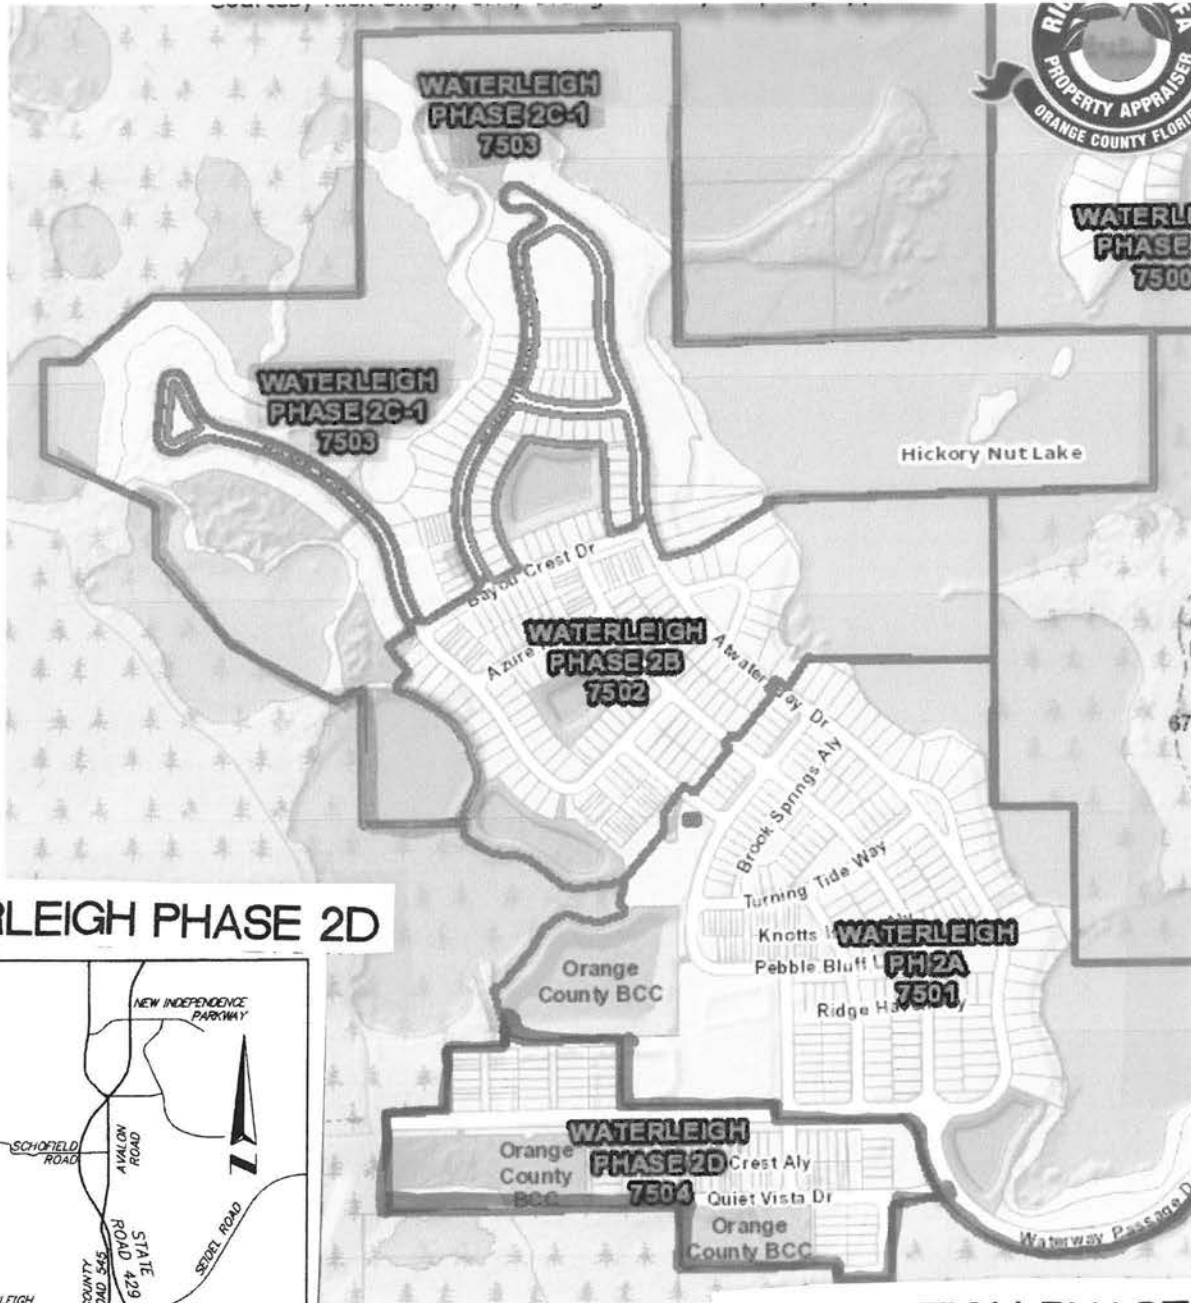 PROPERTY APPRAISER
ORANGE COUNTY
WATERLEIGH
PHASE 2C-1
7503
PHASE
7500
WATERLEIGH
PHASE 2C-1
7503
Hickory Nut Lake
Bayou Crest Dr
WATERLEIGH
PHASE 2B
7502
Azure
Atwater Bay Dr
67
Brook Springs Aly
Turning Tide Way
Knotts
WATERLEIGH
PH 2A
7501
Pebble Bluff
Ridge
Orange
County BCC
RLEIGH PHASE 2D
NEW INDEPENDENCE
PARKWAY
SCHOFIELD
ROAD
AVALON
ROAD
STATE
ROAD 429
SEIDEL ROAD
WATERLEIGH
PHASE 2D
7504
Orange
County
BCC
Crest Aly
Quiet Vista Dr
Orange
County BCC
Waterway Passage D